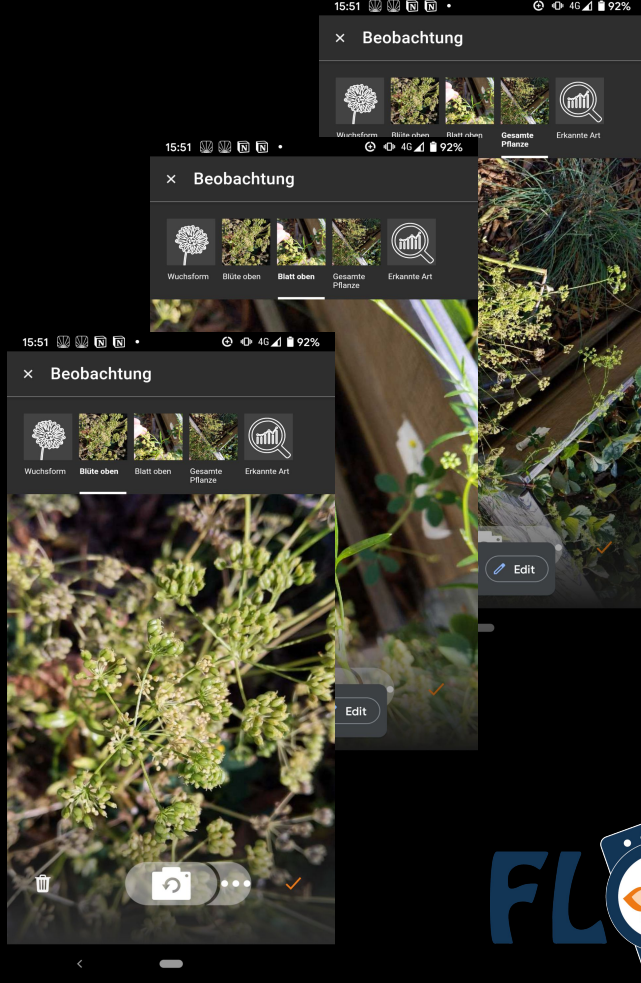 15:51 4G 92%
Beobachtung
Wuchsform Blüte oben Blatt oben Gesamte Pflanze Erkannte Art
Edit
15:51 4G 92%
Beobachtung
Wuchsform Blüte oben Blatt oben Gesamte Pflanze Erkannte Art
Edit
15:51 4G 92%
Beobachtung
Wuchsform Blüte oben Blatt oben Gesamte Pflanze Erkannte Art
FL